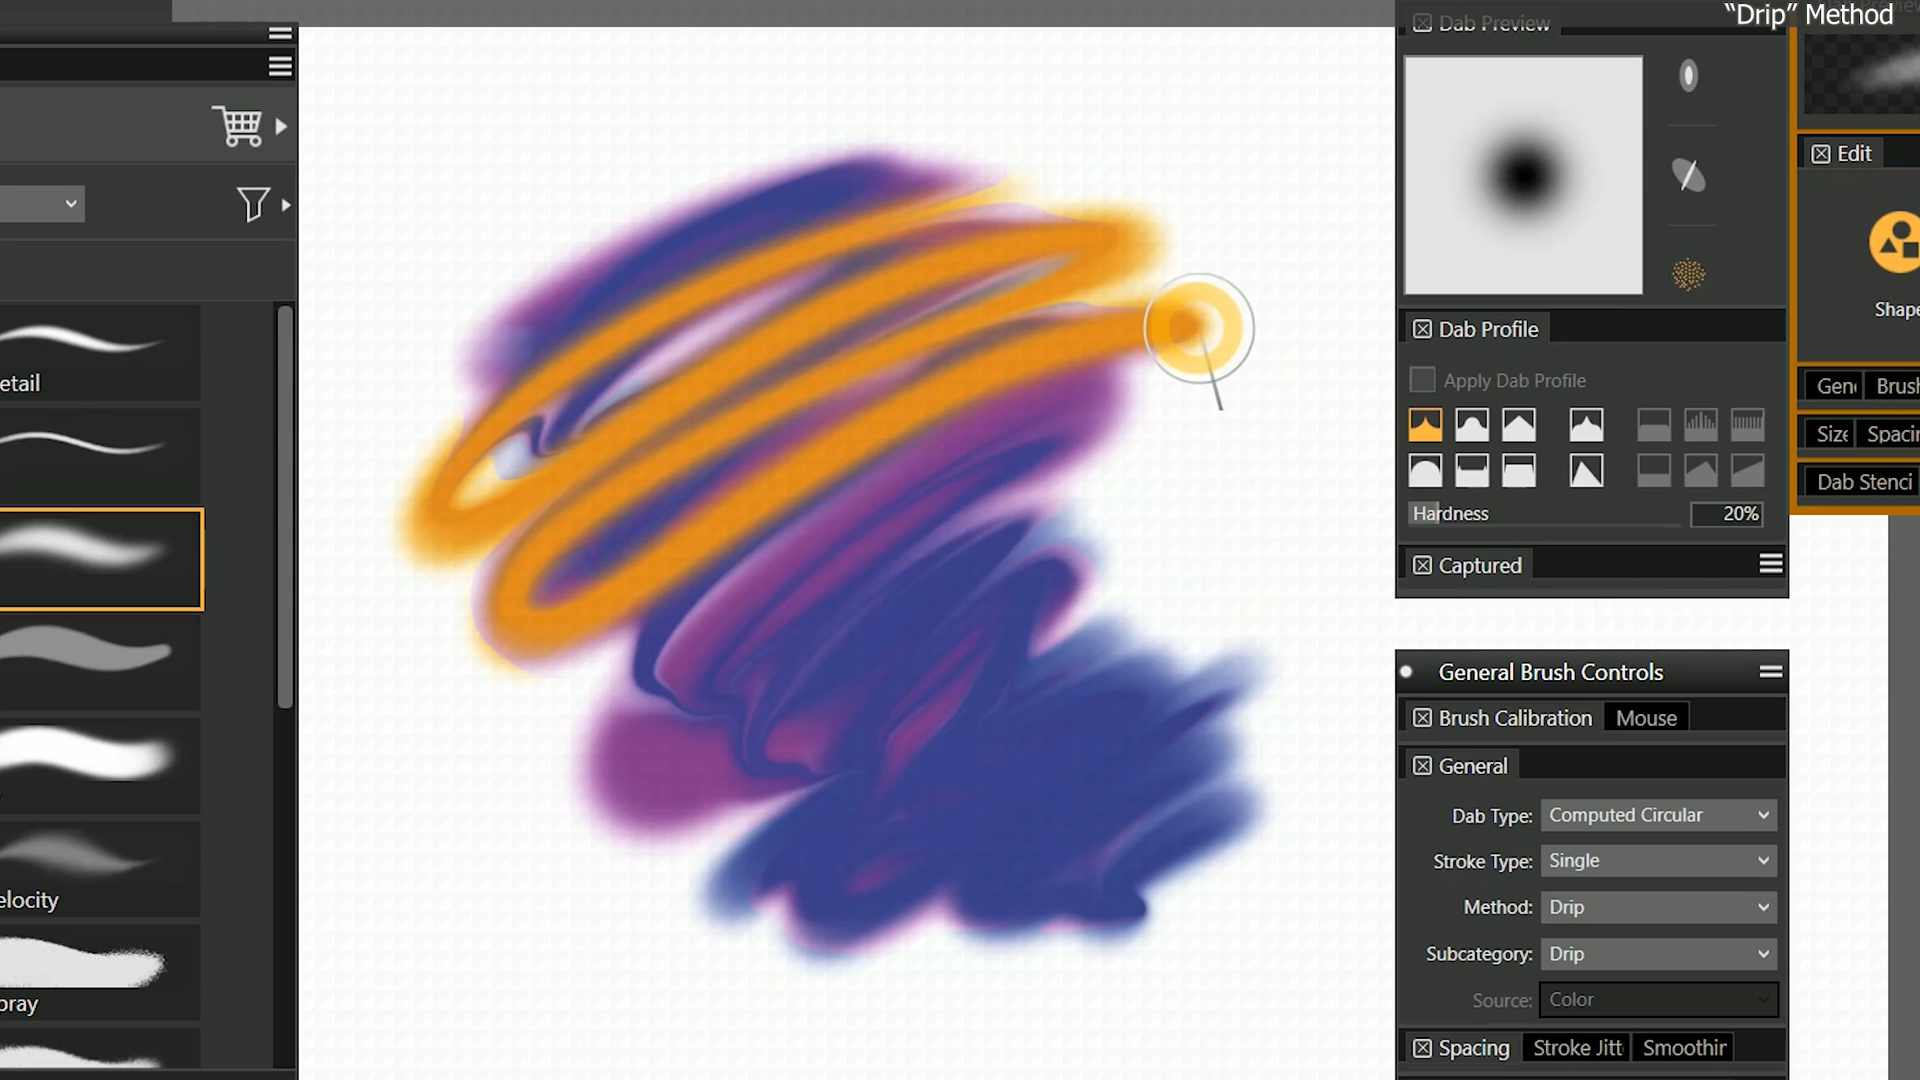 “Drip” Method
Dab Preview
Edit
Shape
Dab Profile
Apply Dab Profile
Gen Brush
etail
Size Spacin
Dab Stenci
Hardness 20%
Captured
General Brush Controls
Brush Calibration Mouse
General
Dab Type: Computed Circular
Stroke Type: Single
elocity
Method: Drip
Subcategory: Drip
Source: Color
pray
Spacing Stroke Jitt Smoothin